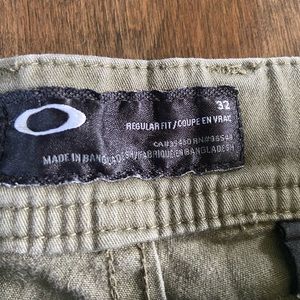 32
REGULAR FIT/COUPE EN VRAC
MADE IN BANGLADESH/FABRIQUE EN BANGLADESH